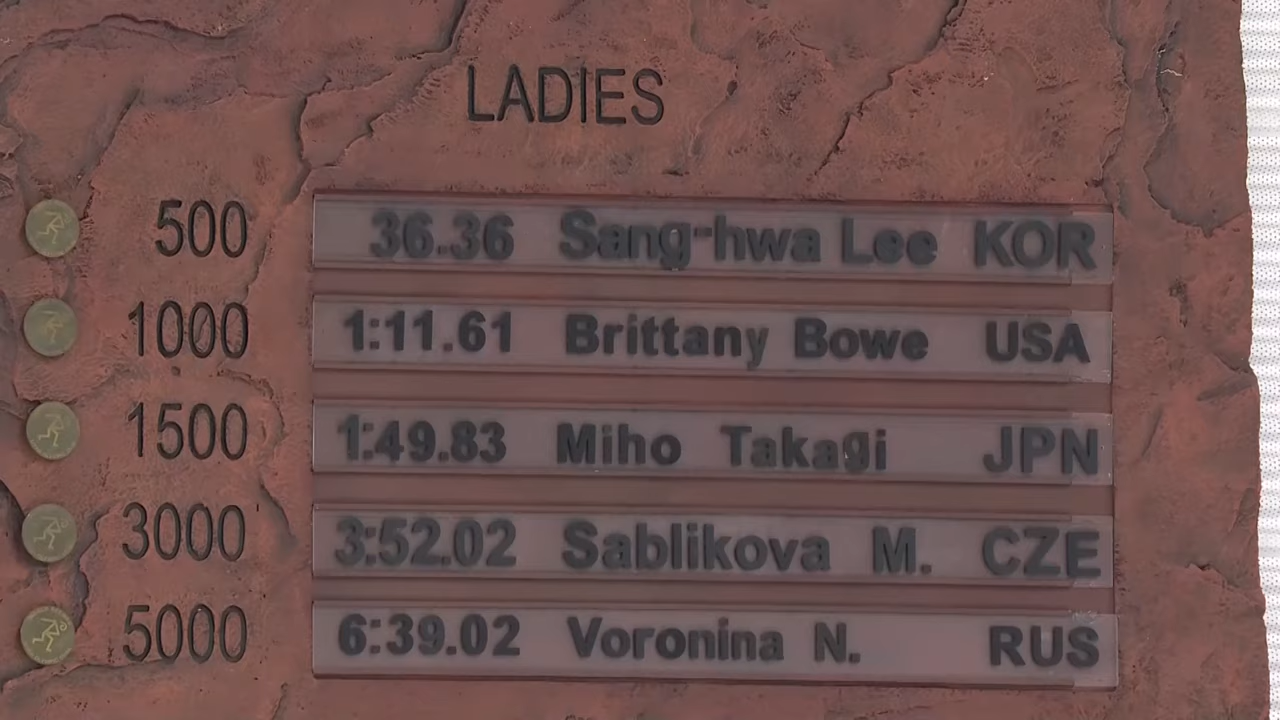 LADIES
500 36.36 Sang-hwa Lee KOR
1000 1:11.61 Brittany Bowe USA
1500 1:49.83 Miho Takagi JPN
3000 3:52.02 Sablikova M. CZE
5000 6:39.02 Voronina N. RUS